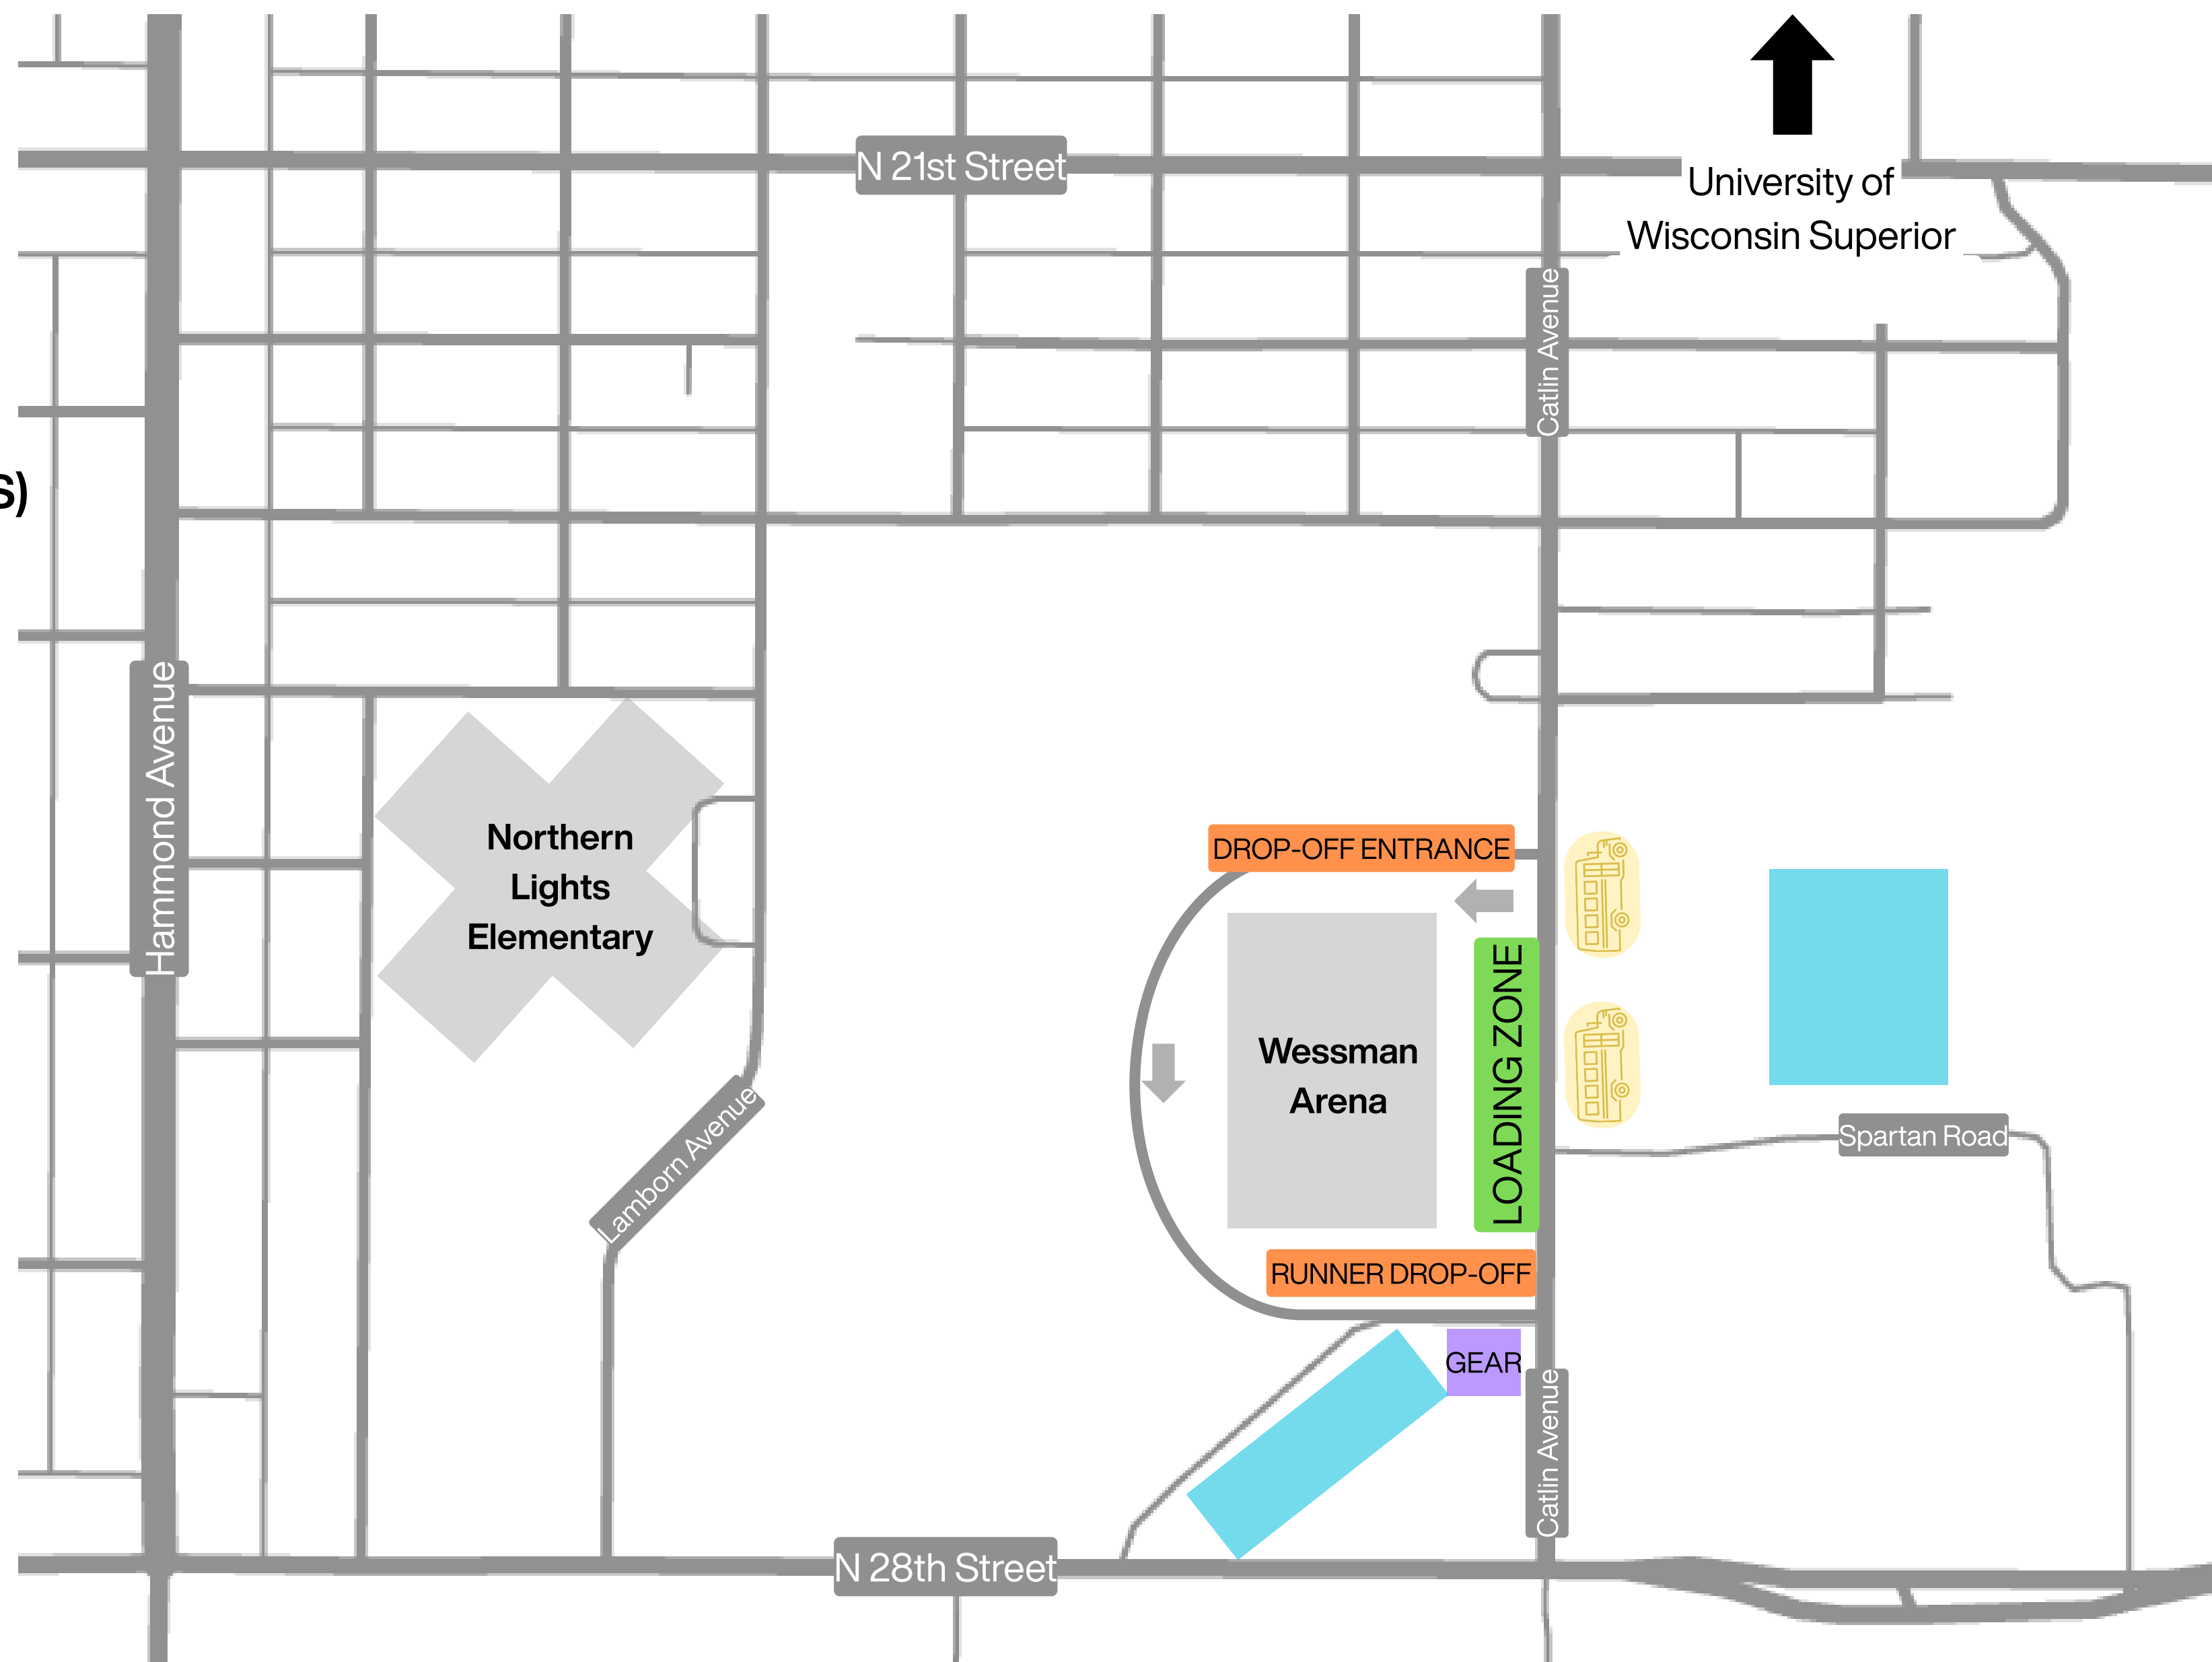 N 21st Street
University of
Wisconsin Superior
Catlin Avenue
s)
Hammond Avenue
Northern
Lights
Elementary
DROP-OFF ENTRANCE
LOADING ZONE
Wessman
Arena
Lamborn Avenue
Spartan Road
RUNNER DROP-OFF
GEAR
Catlin Avenue
N 28th Street